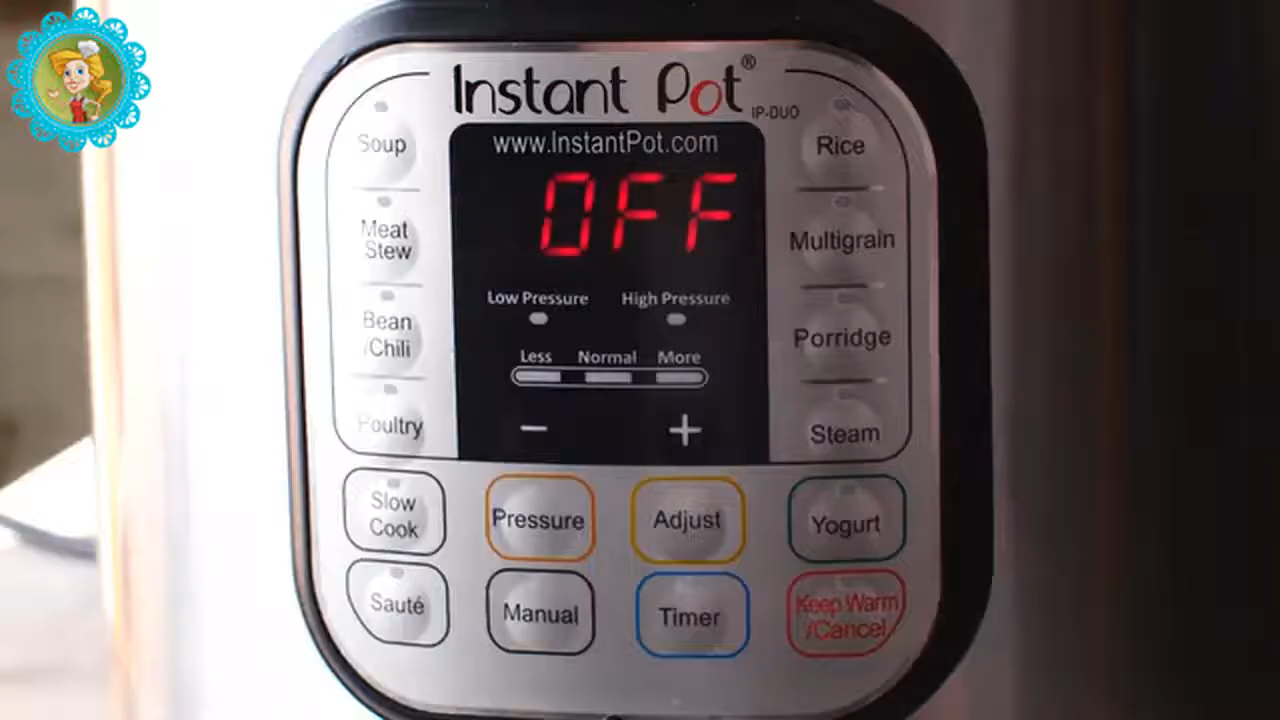 Instant Pot®
IP-DUO
www.InstantPot.com
OFF
Low Pressure High Pressure
Less Normal More
− +
Soup
Meat
Stew
Bean
/Chili
Poultry
Rice
Multigrain
Porridge
Steam
Slow
Cook
Pressure
Adjust
Yogurt
Sauté
Manual
Timer
Keep Warm
/Cancel